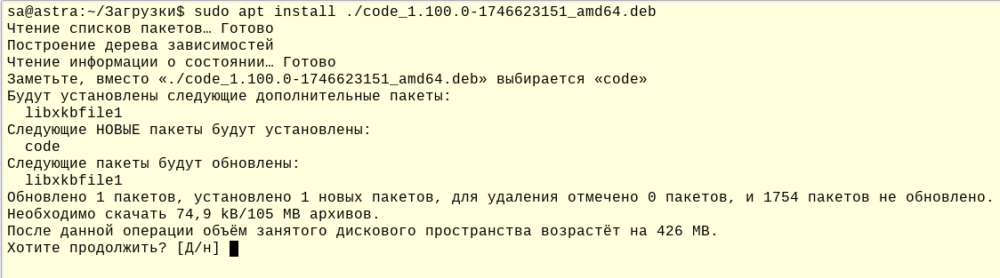 sa@astra:~/Загрузки$ sudo apt install ./code_1.100.0-1746623151_amd64.deb
Чтение списков пакетов… Готово
Построение дерева зависимостей
Чтение информации о состоянии… Готово
Заметьте, вместо «./code_1.100.0-1746623151_amd64.deb» выбирается «code»
Будут установлены следующие дополнительные пакеты:
  libxkbfile1
Следующие НОВЫЕ пакеты будут установлены:
  code
Следующие пакеты будут обновлены:
  libxkbfile1
Обновлено 1 пакетов, установлено 1 новых пакетов, для удаления отмечено 0 пакетов, и 1754 пакетов не обновлено.
Необходимо скачать 74,9 kB/105 MB архивов.
После данной операции объём занятого дискового пространства возрастёт на 426 MB.
Хотите продолжить? [Д/н]